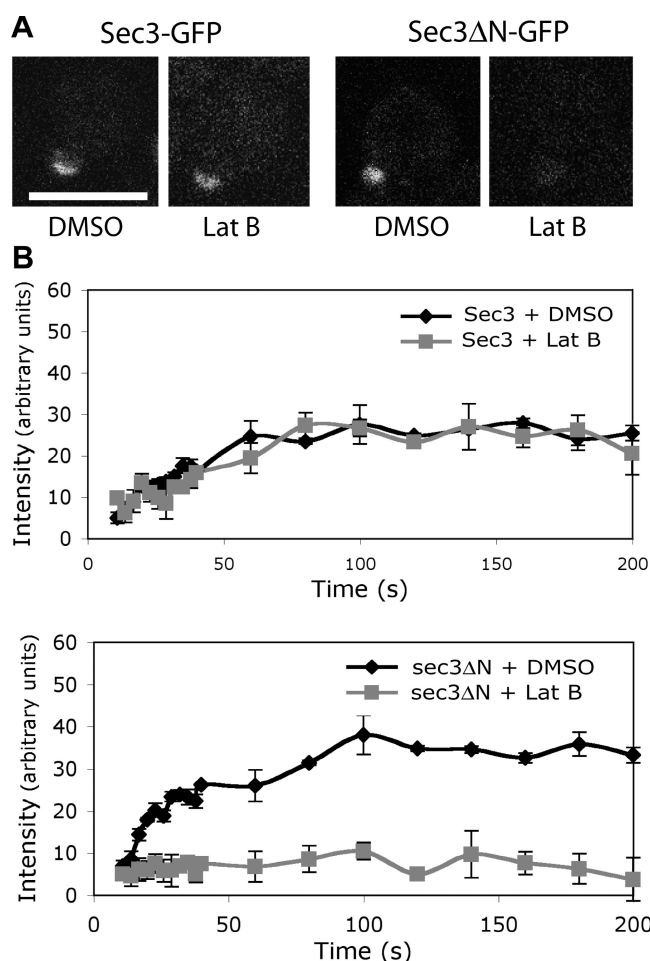 A
Sec3-GFP
Sec3ΔN-GFP
DMSO
Lat B
DMSO
Lat B
B
Intensity (arbitrary units)
60
50
40
30
20
10
0
Sec3 + DMSO
Sec3 + Lat B
0
50
100
150
200
Time (s)
Intensity (arbitrary units)
60
50
40
30
20
10
0
sec3ΔN + DMSO
sec3ΔN + Lat B
0
50
100
150
200
Time (s)